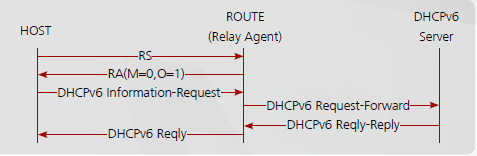 HOST
ROUTE
(Relay Agent)
DHCPv6
Server
RS
RA(M=0,O=1)
DHCPv6 Information-Request
DHCPv6 Request-Forward
DHCPv6 Reqly-Reply
DHCPv6 Reqly